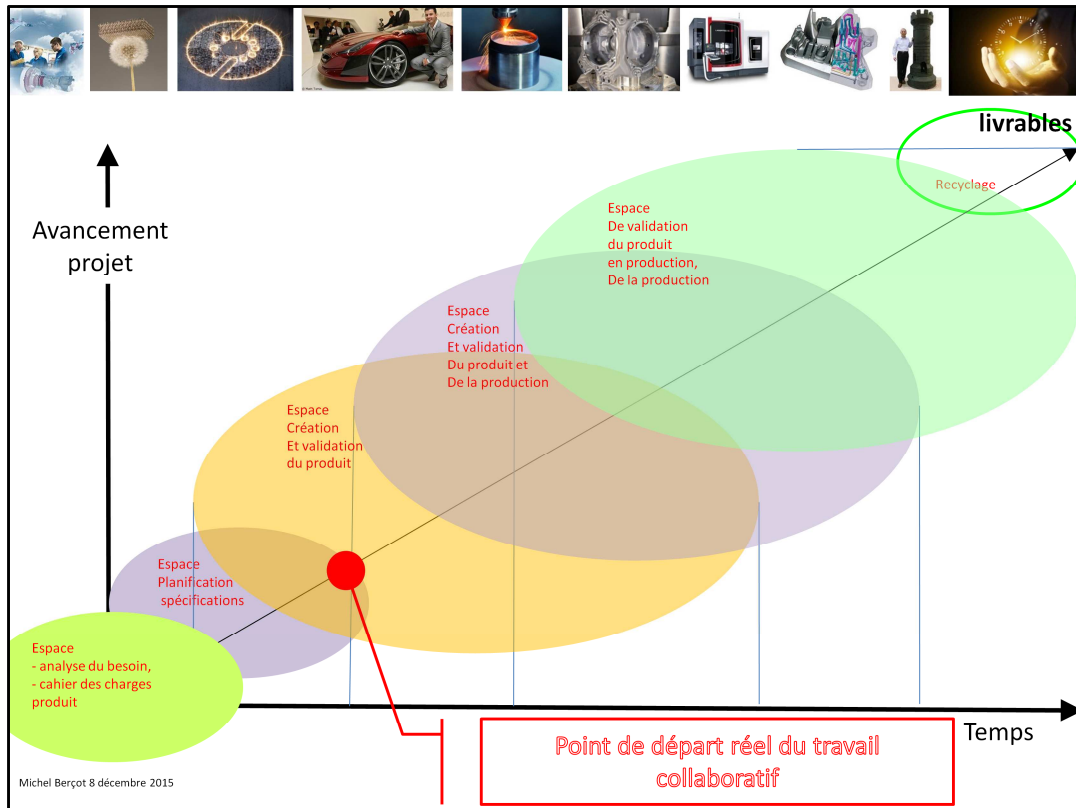 livrables
Recyclage
Avancement
projet
Espace
De validation
du produit
en production,
De la production
Espace
Création
Et validation
Du produit et
De la production
Espace
Création
Et validation
du produit
Espace
Planification
spécifications
Espace
- analyse du besoin,
- cahier des charges
produit
Temps
Point de départ réel du travail
collaboratif
Michel Berçot 8 décembre 2015